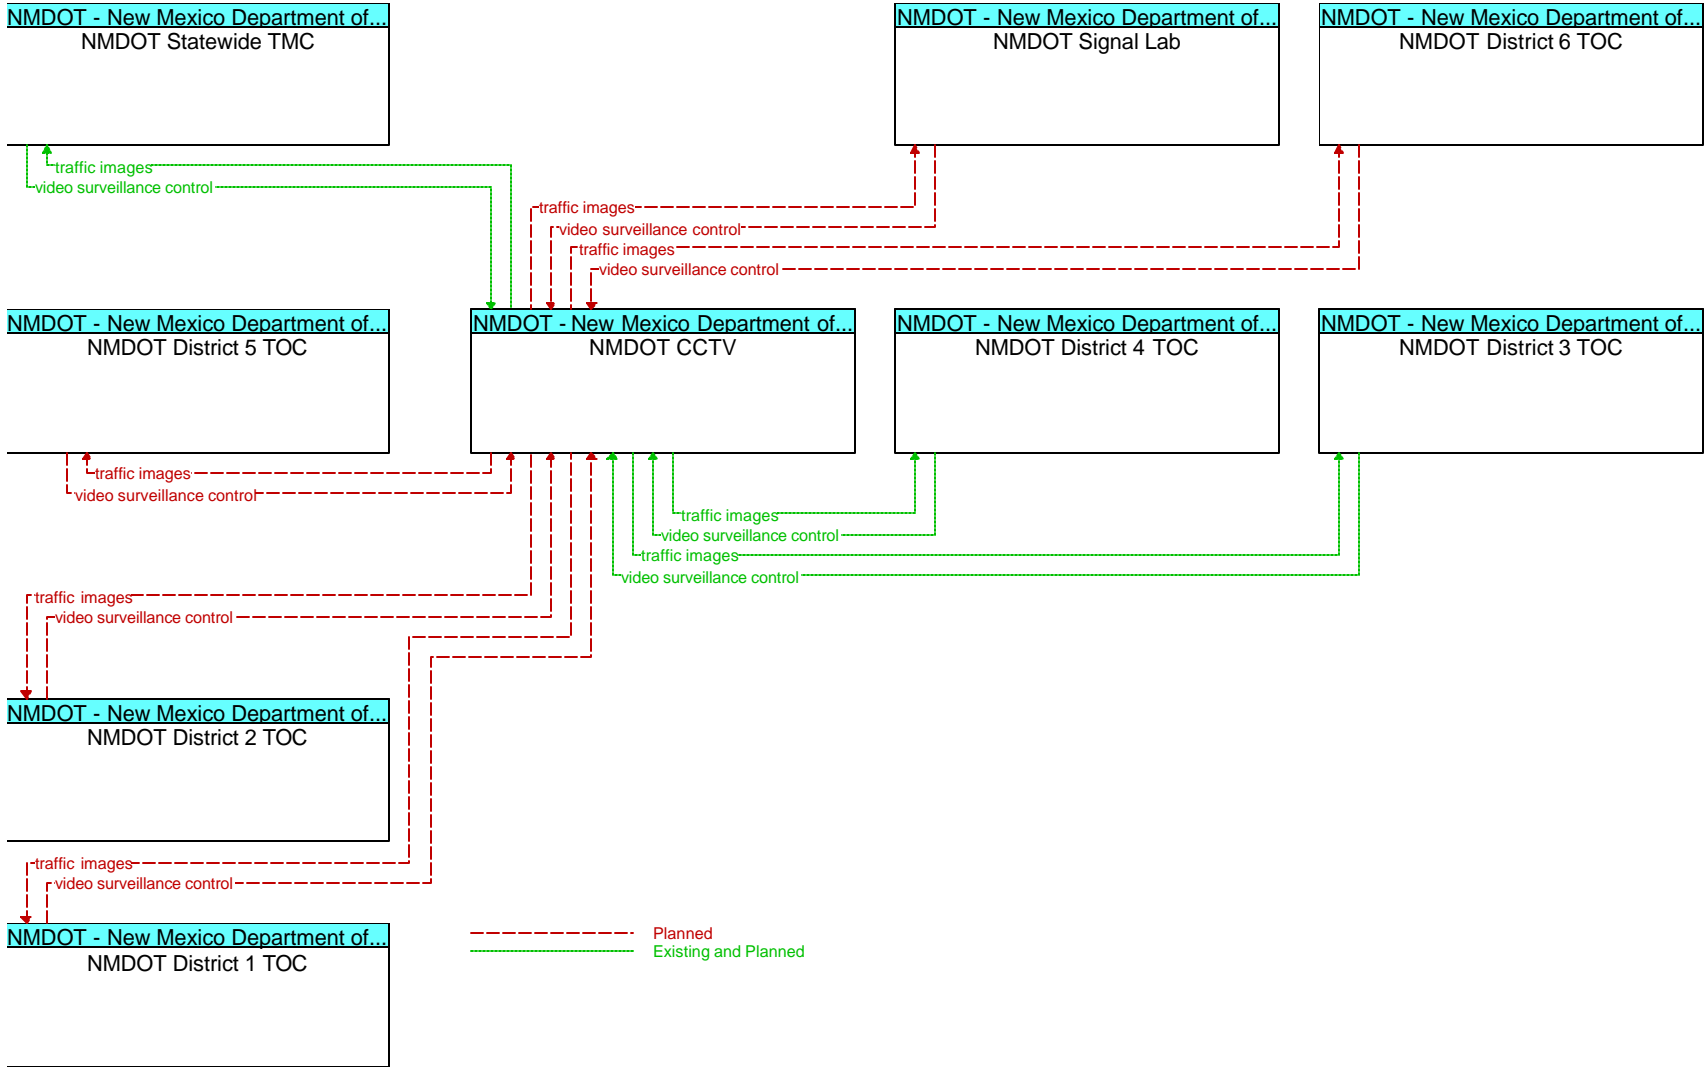 NMDOT - New Mexico Department of...
NMDOT Statewide TMC
NMDOT - New Mexico Department of...
NMDOT Signal Lab
NMDOT - New Mexico Department of...
NMDOT District 6 TOC
traffic images
video surveillance control
traffic images
video surveillance control
traffic images
video surveillance control
NMDOT - New Mexico Department of...
NMDOT District 5 TOC
NMDOT - New Mexico Department of...
NMDOT CCTV
NMDOT - New Mexico Department of...
NMDOT District 4 TOC
NMDOT - New Mexico Department of...
NMDOT District 3 TOC
traffic images
video surveillance control
traffic images
video surveillance control
traffic images
video surveillance control
traffic images
video surveillance control
NMDOT - New Mexico Department of...
NMDOT District 2 TOC
traffic images
video surveillance control
NMDOT - New Mexico Department of...
NMDOT District 1 TOC
Planned
Existing and Planned